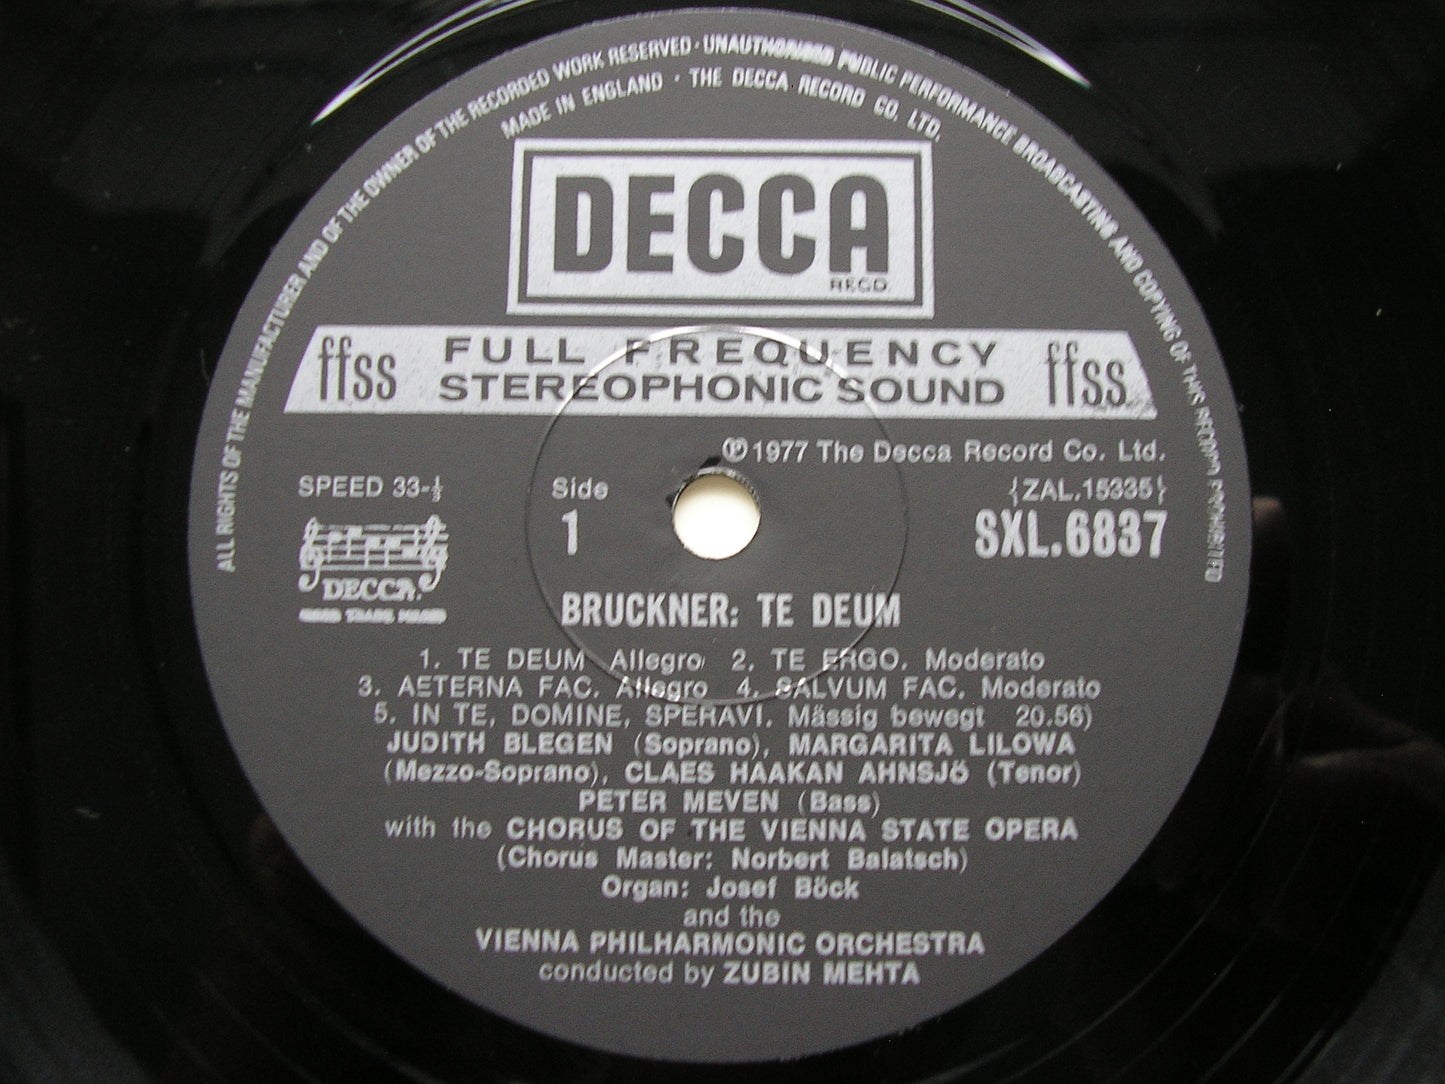 ALL RIGHTS OF THE MANUFACTURER AND OF THE OWNER OF THE RECORDED WORK RESERVED · UNAUTHORISED PUBLIC PERFORMANCE BROADCASTING AND COPYING OF THIS RECORD PROHIBITED
MADE IN ENGLAND · THE DECCA RECORD CO. LTD.
DECCA
REGD.
ffss FULL FREQUENCY ffss
STEREOPHONIC SOUND
℗ 1977 The Decca Record Co. Ltd.
SPEED 33-⅓ Side {ZAL.15335}
1 SXL.6837
DECCA.
TRADE
BRUCKNER: TE DEUM
1. TE DEUM Allegro 2. TE ERGO. Moderato
3. AETERNA FAC. Allegro 4. SALVUM FAC. Moderato
5. IN TE, DOMINE, SPERAVI. Mässig bewegt 20.56)
JUDITH BLEGEN (Soprano), MARGARITA LILOWA
(Mezzo-Soprano), CLAES HAAKAN AHNSJÖ (Tenor)
PETER MEVEN (Bass)
with the CHORUS OF THE VIENNA STATE OPERA
(Chorus Master: Norbert Balatsch)
Organ: Josef Böck
and the
VIENNA PHILHARMONIC ORCHESTRA
conducted by ZUBIN MEHTA